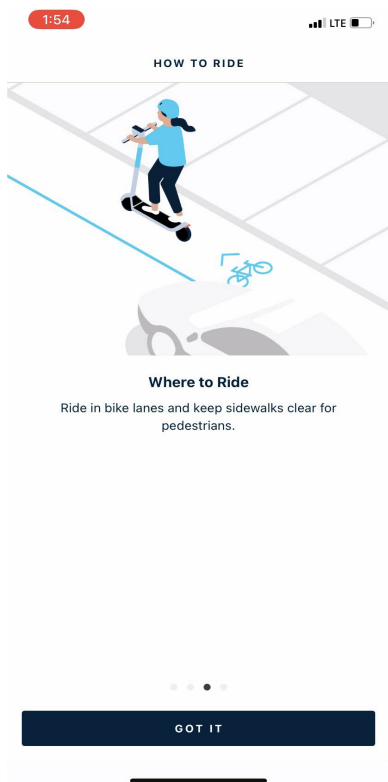 1:54
LTE
HOW TO RIDE
Where to Ride
Ride in bike lanes and keep sidewalks clear for
pedestrians.
GOT IT